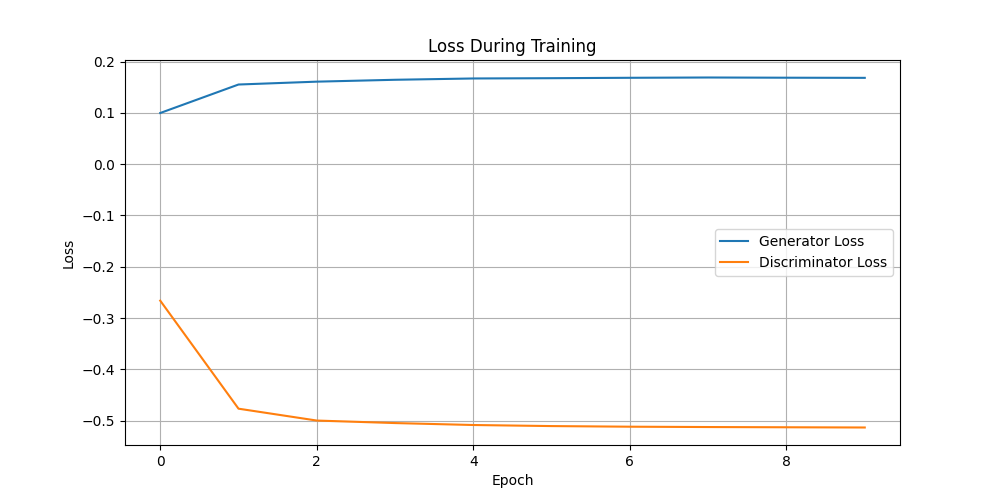 Loss During Training
Loss
0.2
0.1
0.0
−0.1
−0.2
−0.3
−0.4
−0.5
Generator Loss
Discriminator Loss
0 2 4 6 8
Epoch